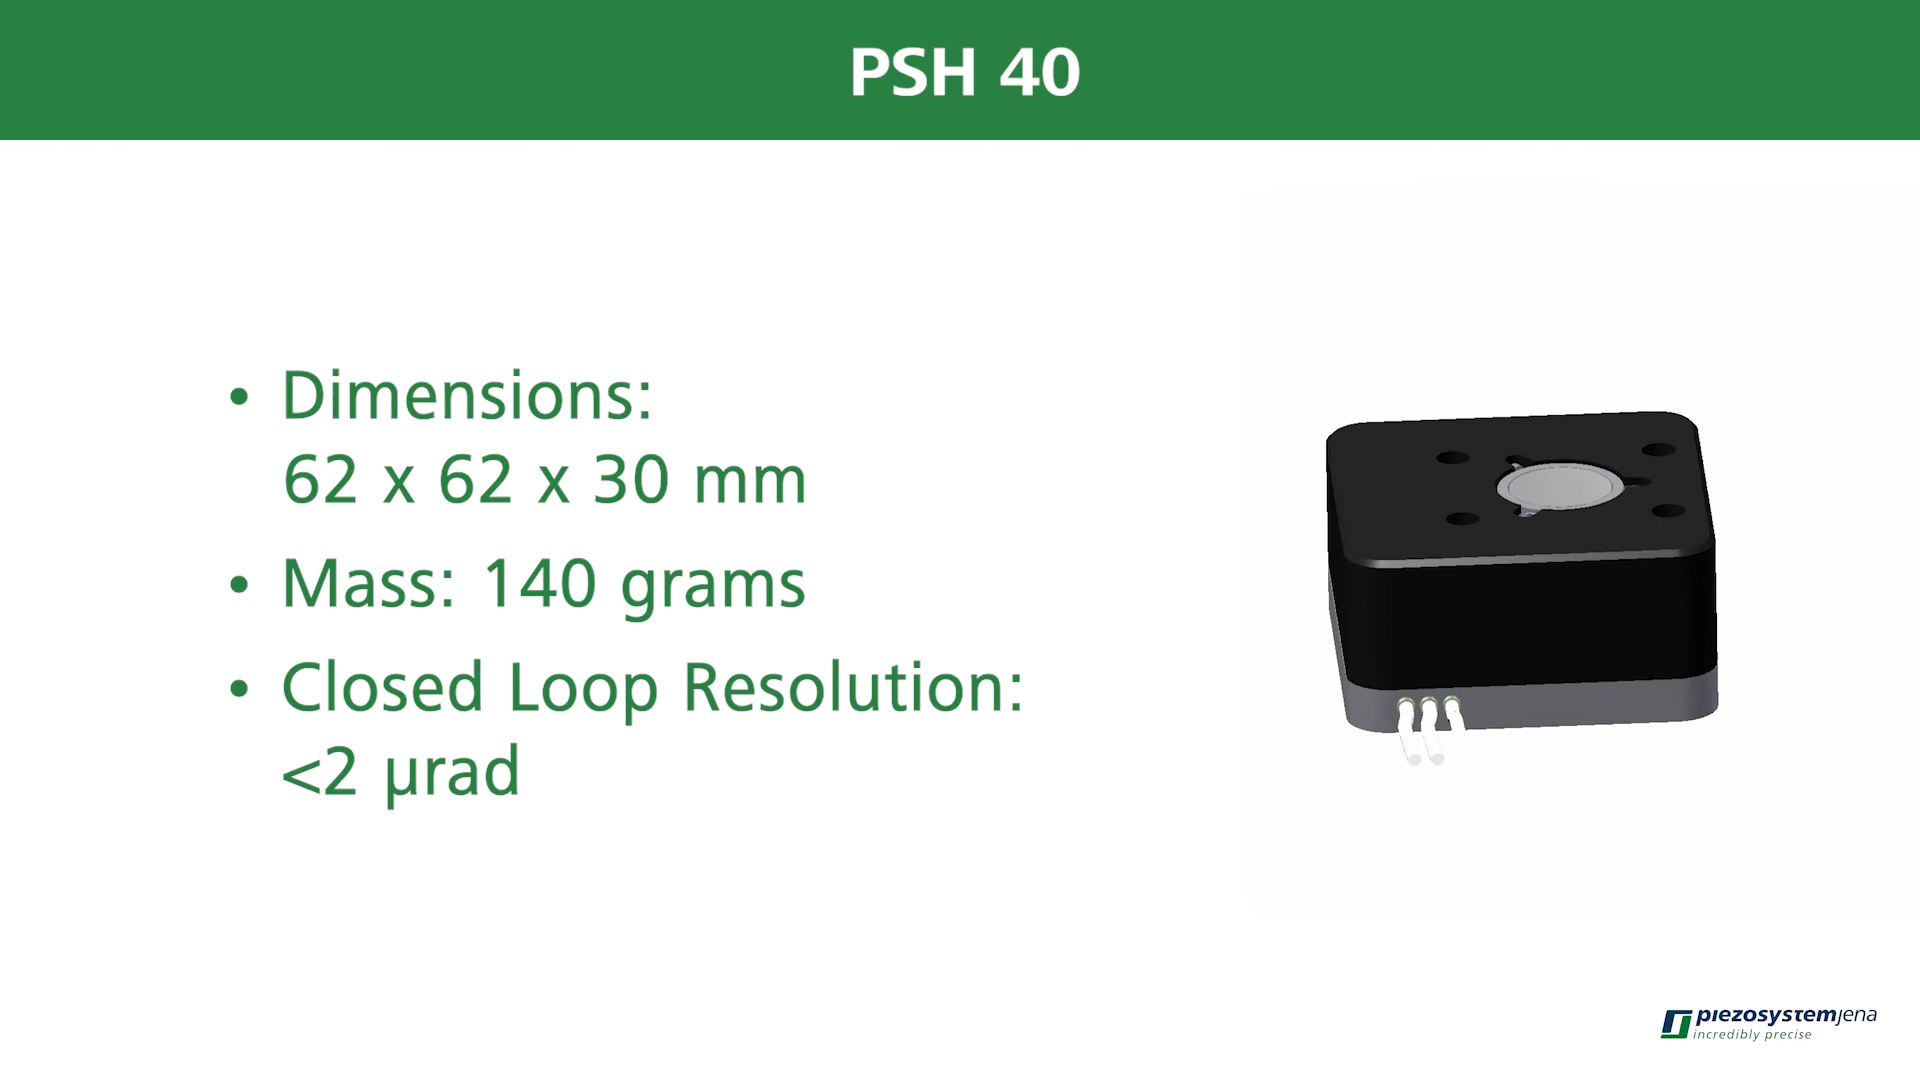 PSH 40
• Dimensions:
62 x 62 x 30 mm
• Mass: 140 grams
• Closed Loop Resolution:
<2 µrad
piezosystemjena
incredibly precise